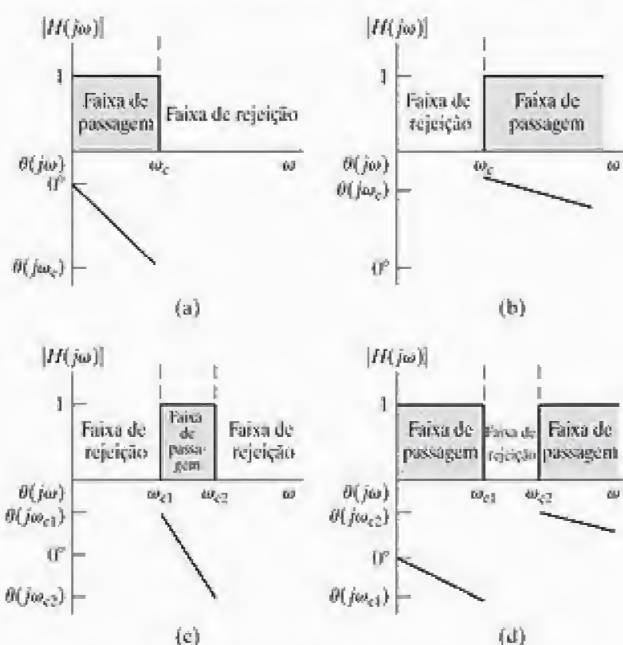 |H(jω)|
1
Faixa de
passagem
Faixa de rejeição
θ(jω)
ω_c
ω
0°
θ(jω_c)
(a)
|H(jω)|
1
Faixa de
rejeição
Faixa de
passagem
θ(jω)
ω_c
ω
θ(jω_c)
0°
(b)
|H(jω)|
1
Faixa de
rejeição
Faixa
de
passa-
gem
Faixa de
rejeição
θ(jω)
ω_c1
ω_c2
ω
θ(jω_c1)
0°
θ(jω_c2)
(c)
|H(jω)|
1
Faixa de
passagem
Faixa de
rejeição
Faixa de
passagem
θ(jω)
ω_c1
ω_c2
ω
θ(jω_c2)
0°
θ(jω_c1)
(d)